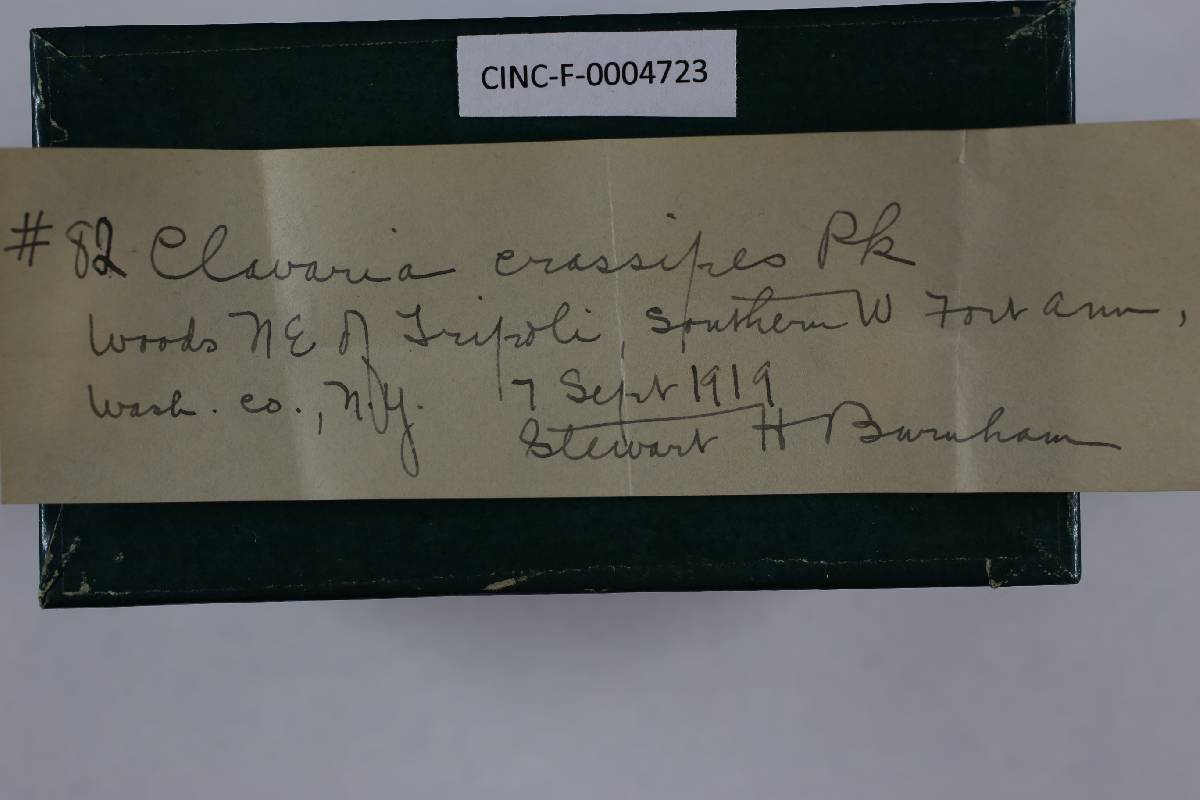 CINC-F-0004723
#82 Clavaria crassipes Pk
Woods NE of Tripoli, Southern W Fort Ann,
Wash. co., N.Y. 17 Sept 1919
Stewart H Burnham